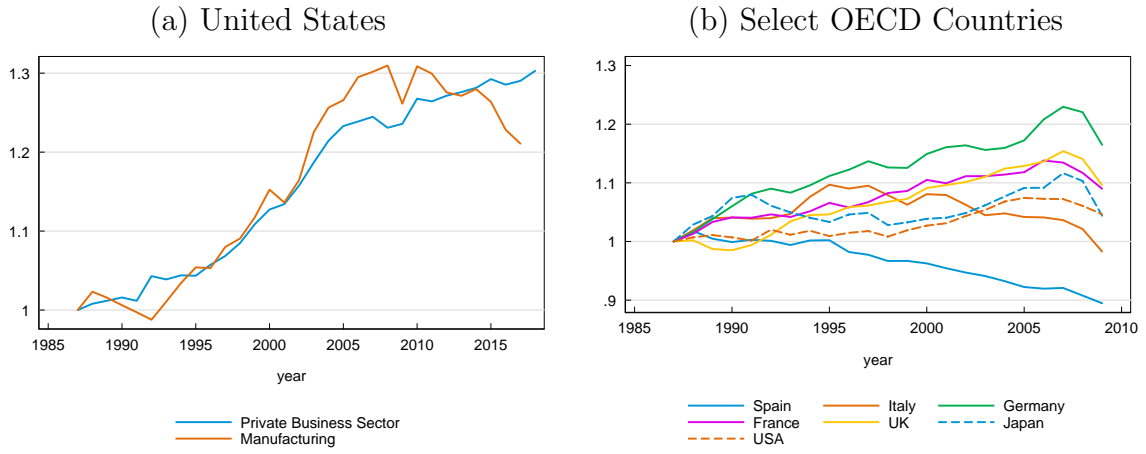 (a) United States
1.3
1.2
1.1
1
1985 1990 1995 2000 2005 2010 2015
year
Private Business Sector
Manufacturing
(b) Select OECD Countries
1.3
1.2
1.1
1
.9
1985 1990 1995 2000 2005 2010
year
Spain Italy Germany
France UK Japan
USA